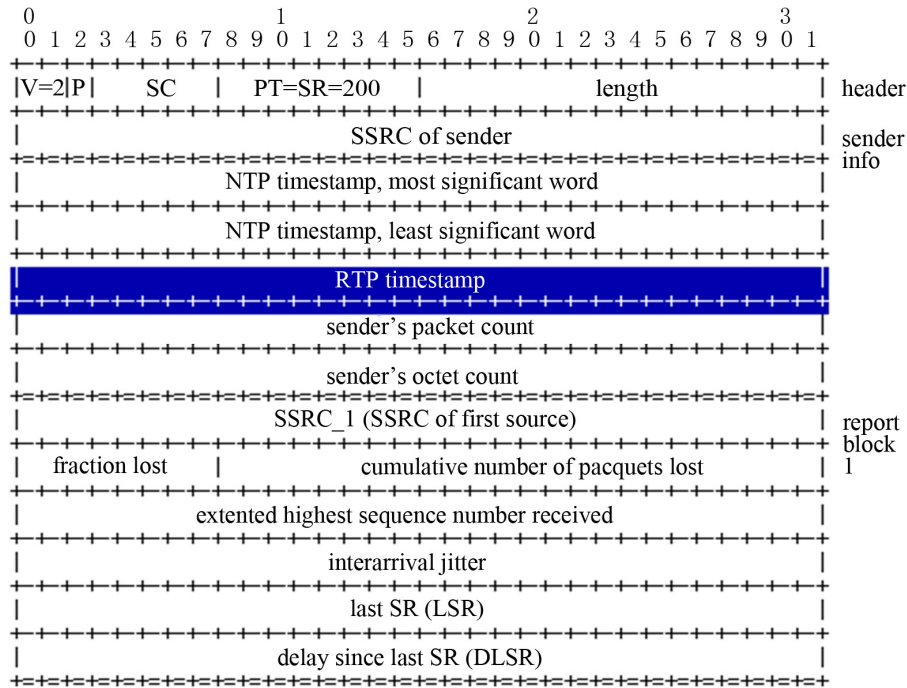 0 1 2 3
0 1 2 3 4 5 6 7 8 9 0 1 2 3 4 5 6 7 8 9 0 1 2 3 4 5 6 7 8 9 0 1
|V=2|P| SC | PT=SR=200 | length | header
SSRC of sender
sender
info
NTP timestamp, most significant word
NTP timestamp, least significant word
RTP timestamp
sender's packet count
sender's octet count
SSRC_1 (SSRC of first source)
report
block
1
fraction lost | cumulative number of pacquets lost
extented highest sequence number received
interarrival jitter
last SR (LSR)
delay since last SR (DLSR)